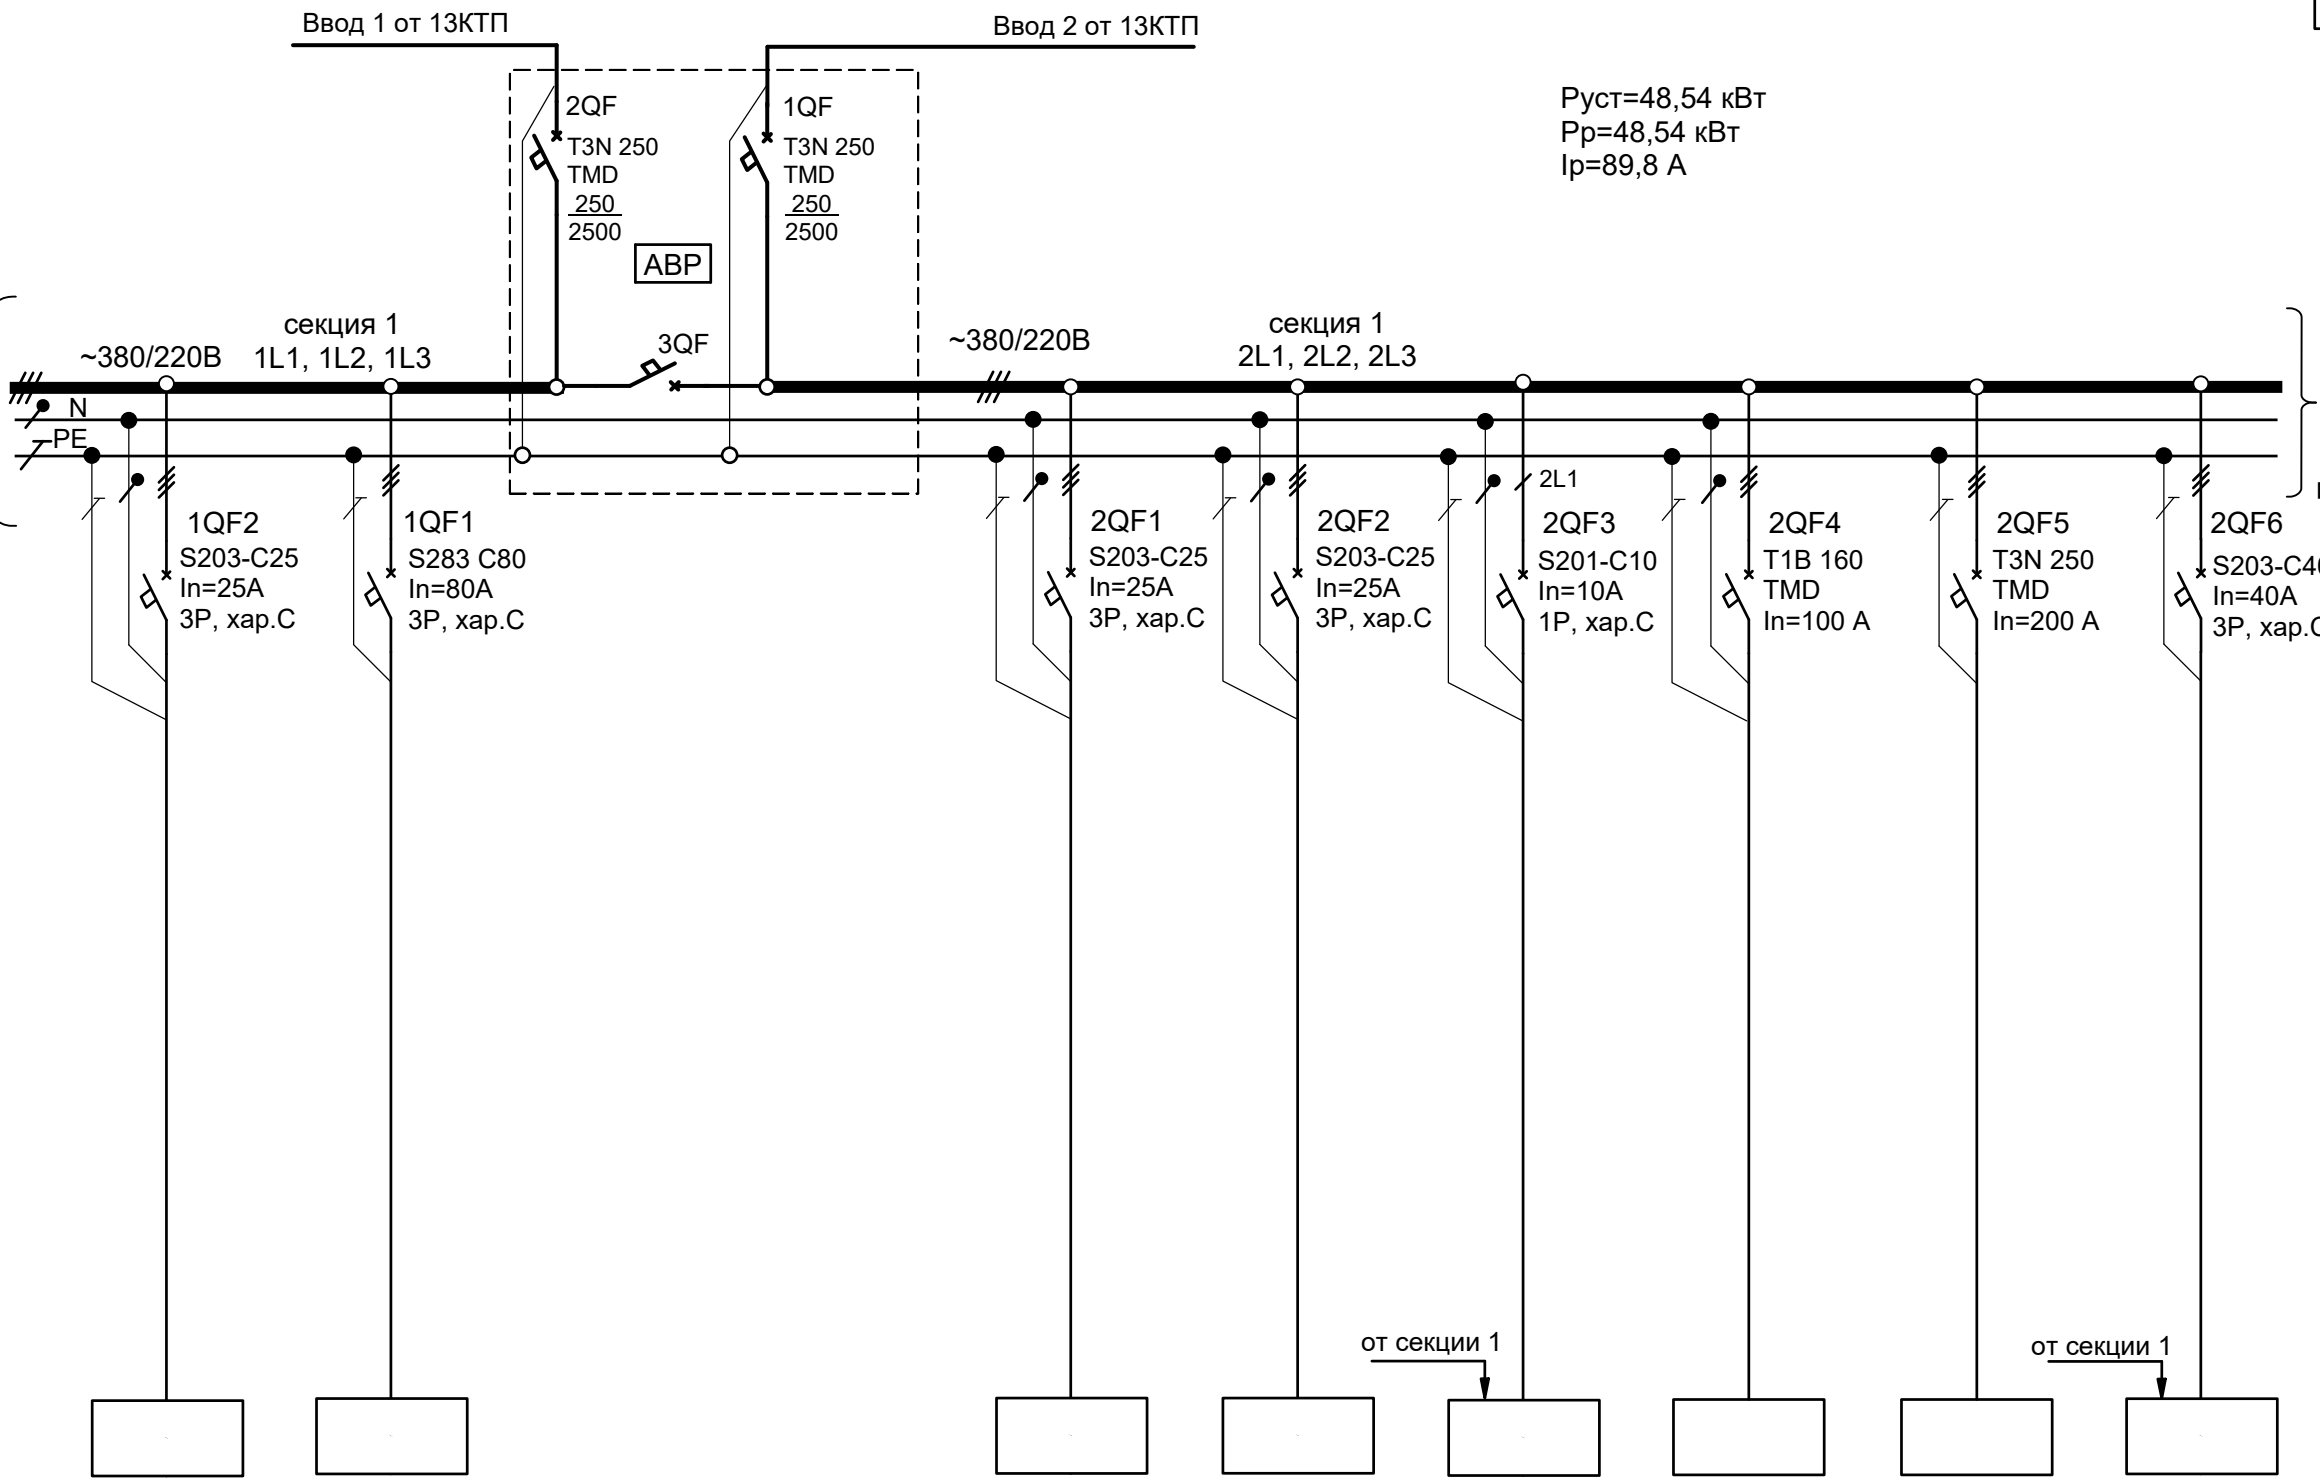 Ввод 1 от 13КТП
Ввод 2 от 13КТП
Руст=48,54 кВт
Рр=48,54 кВт
Iр=89,8 А
2QF
T3N 250
TMD
250
2500
1QF
T3N 250
TMD
250
2500
АВР
3QF
~380/220В
секция 1
1L1, 1L2, 1L3
~380/220В
секция 1
2L1, 2L2, 2L3
N
PE
1QF2
S203-C25
In=25A
3P, хар.С
1QF1
S283 C80
In=80A
3P, хар.С
2QF1
S203-C25
In=25A
3P, хар.С
2QF2
S203-C25
In=25A
3P, хар.С
2L1
2QF3
S201-C10
In=10A
1P, хар.С
2QF4
T1B 160
TMD
In=100 A
2QF5
T3N 250
TMD
In=200 A
2QF6
S203-C40
In=40A
3P, хар.С
от секции 1
от секции 1